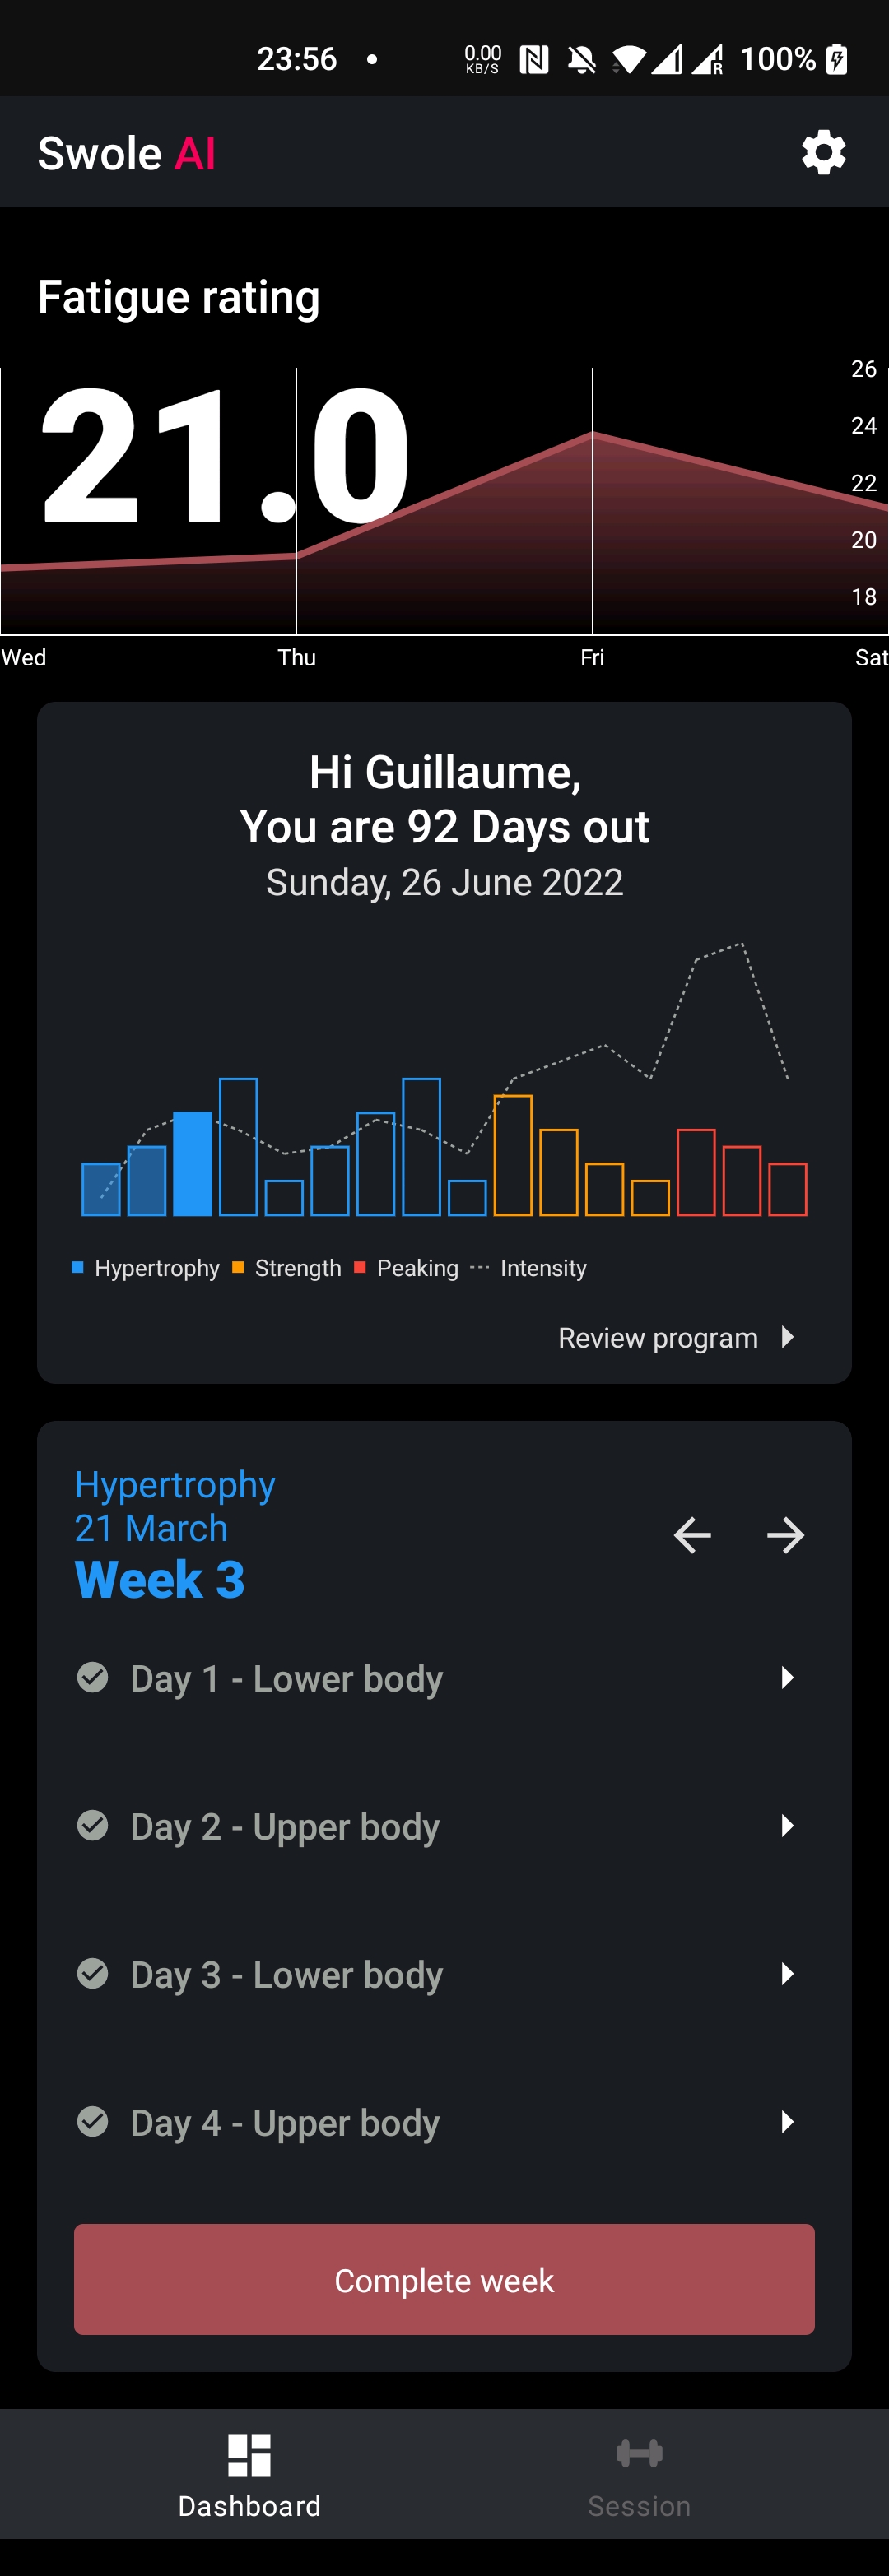 23:56
0.00
KB/S
R
100%
Swole AI
Fatigue rating
21.0
26
24
22
20
18
Wed Thu Fri Sat
Hi Guillaume,
You are 92 Days out
Sunday, 26 June 2022
Hypertrophy Strength Peaking Intensity
Review program
Hypertrophy
21 March
Week 3
Day 1 - Lower body
Day 2 - Upper body
Day 3 - Lower body
Day 4 - Upper body
Complete week
Dashboard Session